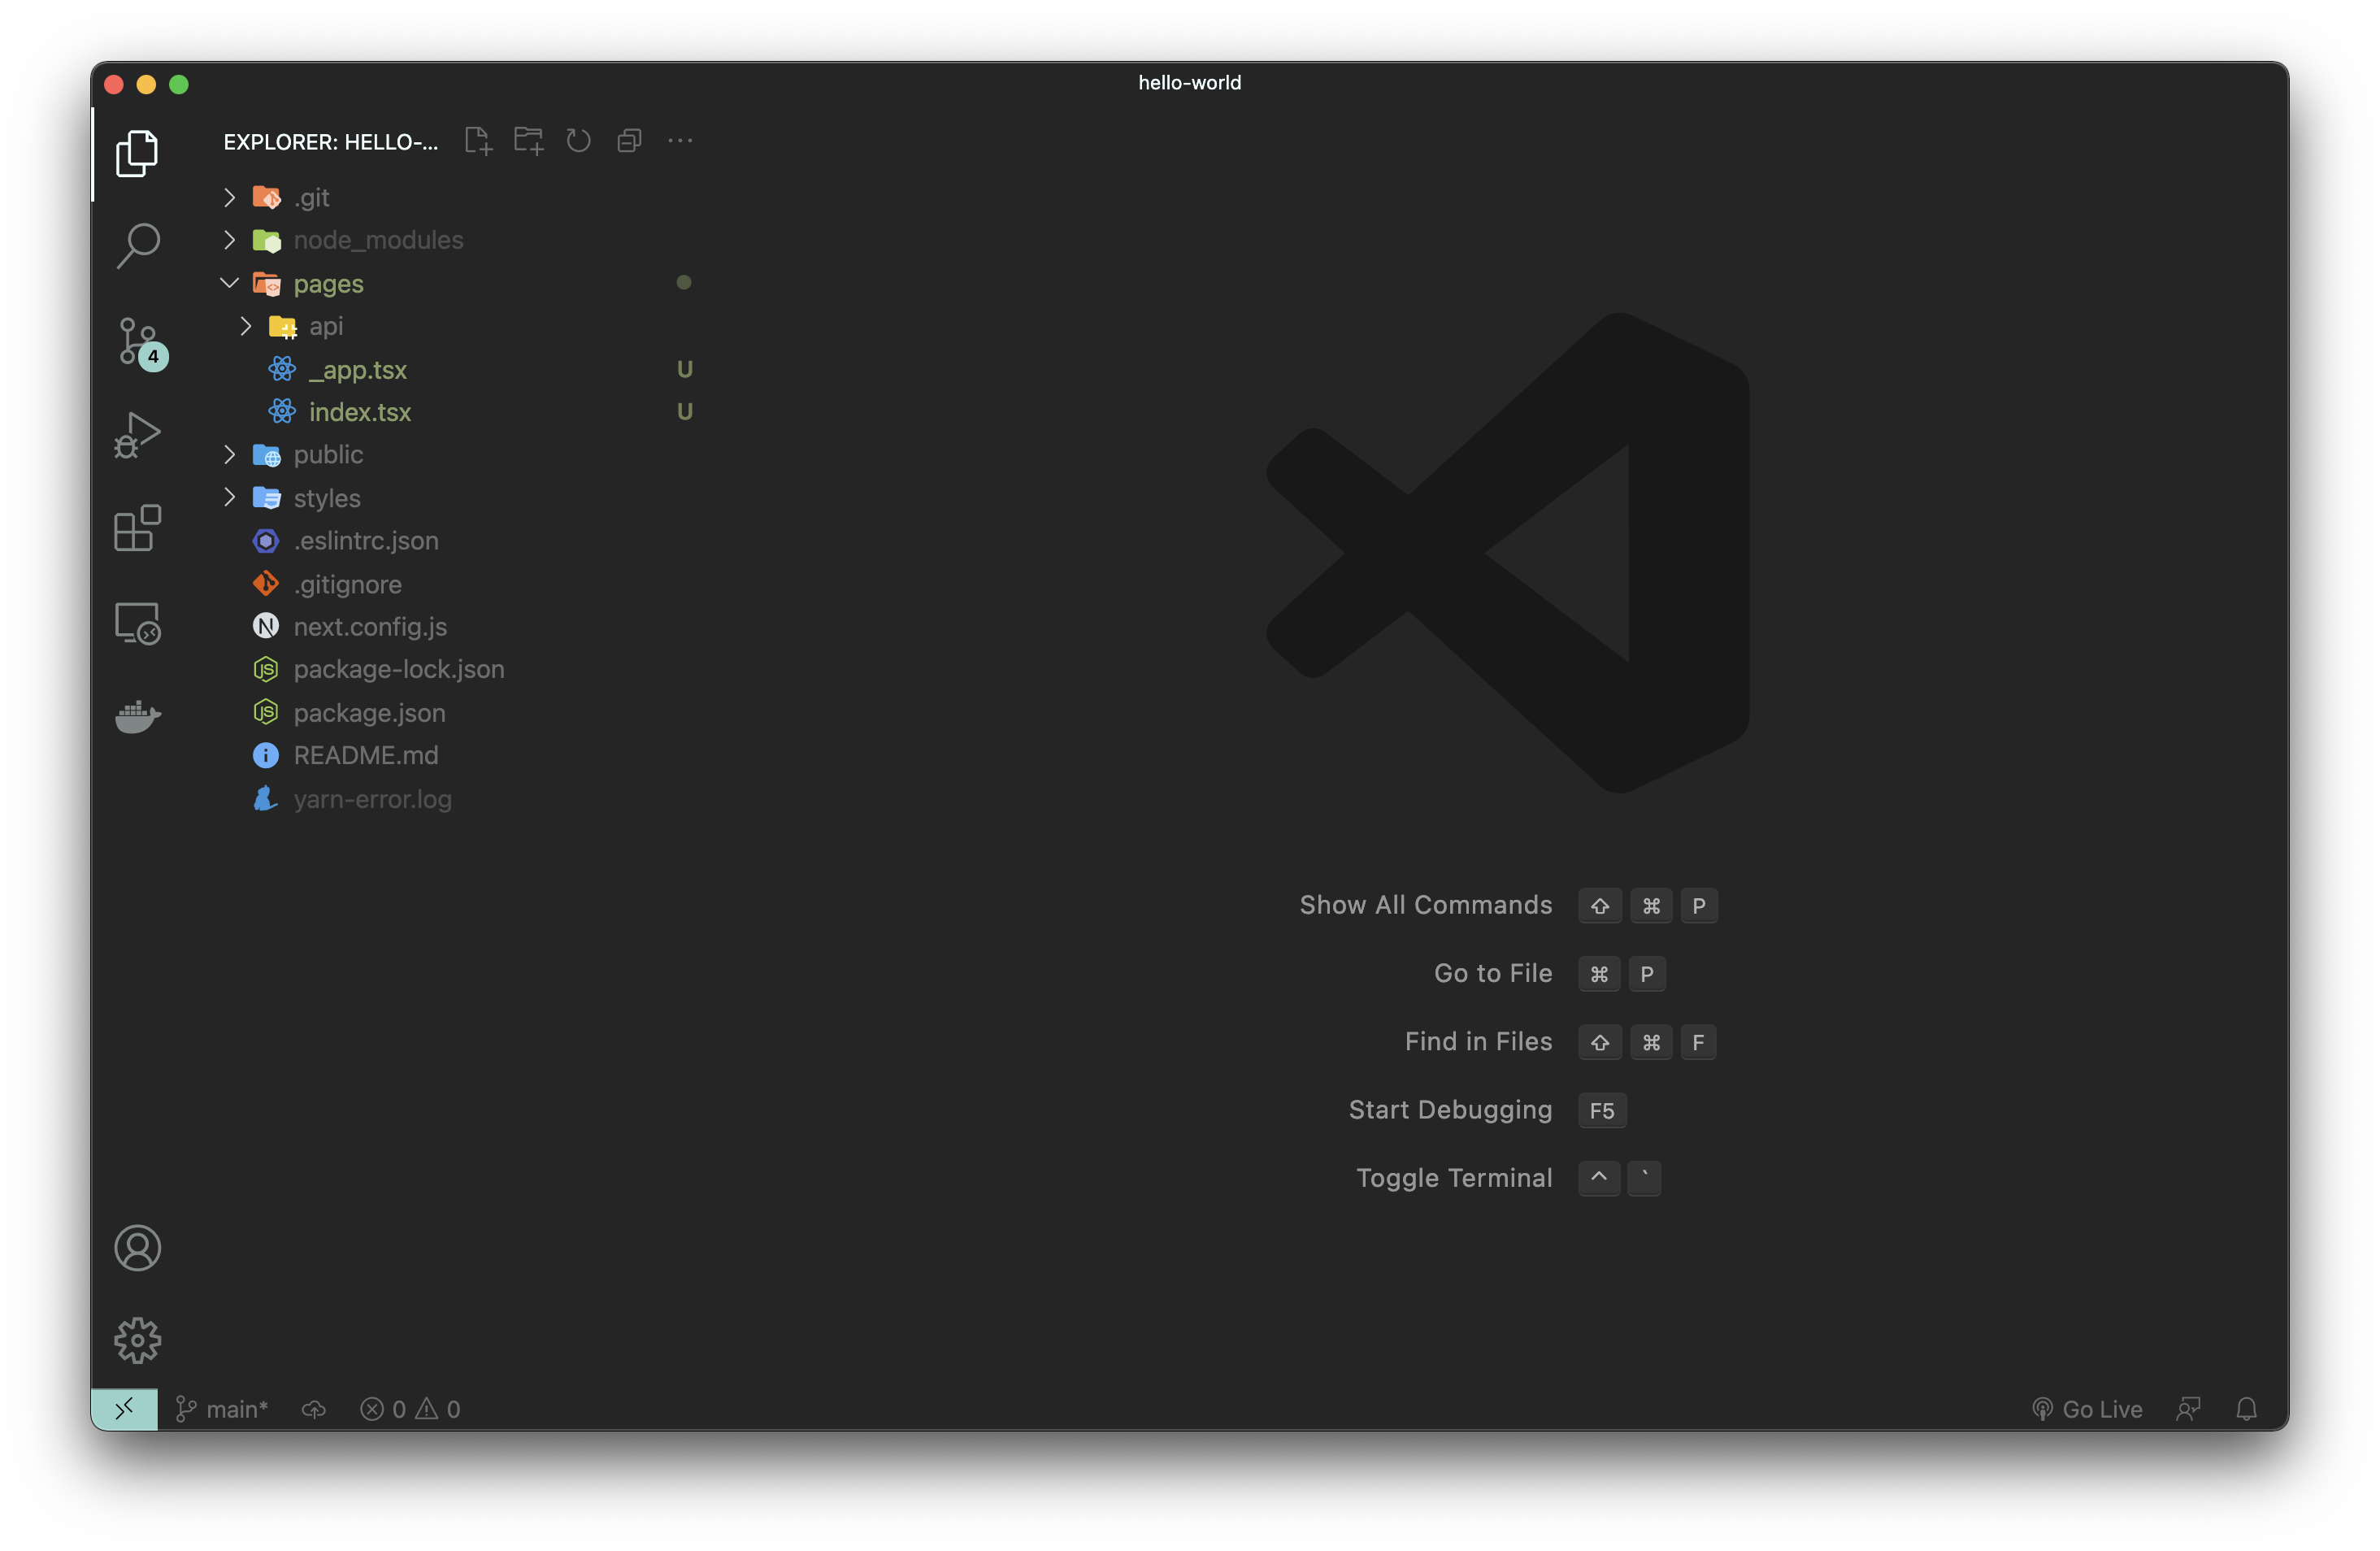 hello-world
EXPLORER: HELLO-...
.git
node_modules
pages
api
4
_app.tsx U
index.tsx U
public
styles
.eslintrc.json
.gitignore
next.config.js
package-lock.json
package.json
README.md
yarn-error.log
Show All Commands ⇧ ⌘ P
Go to File ⌘ P
Find in Files ⇧ ⌘ F
Start Debugging F5
Toggle Terminal ^ `
main* 0 0 Go Live